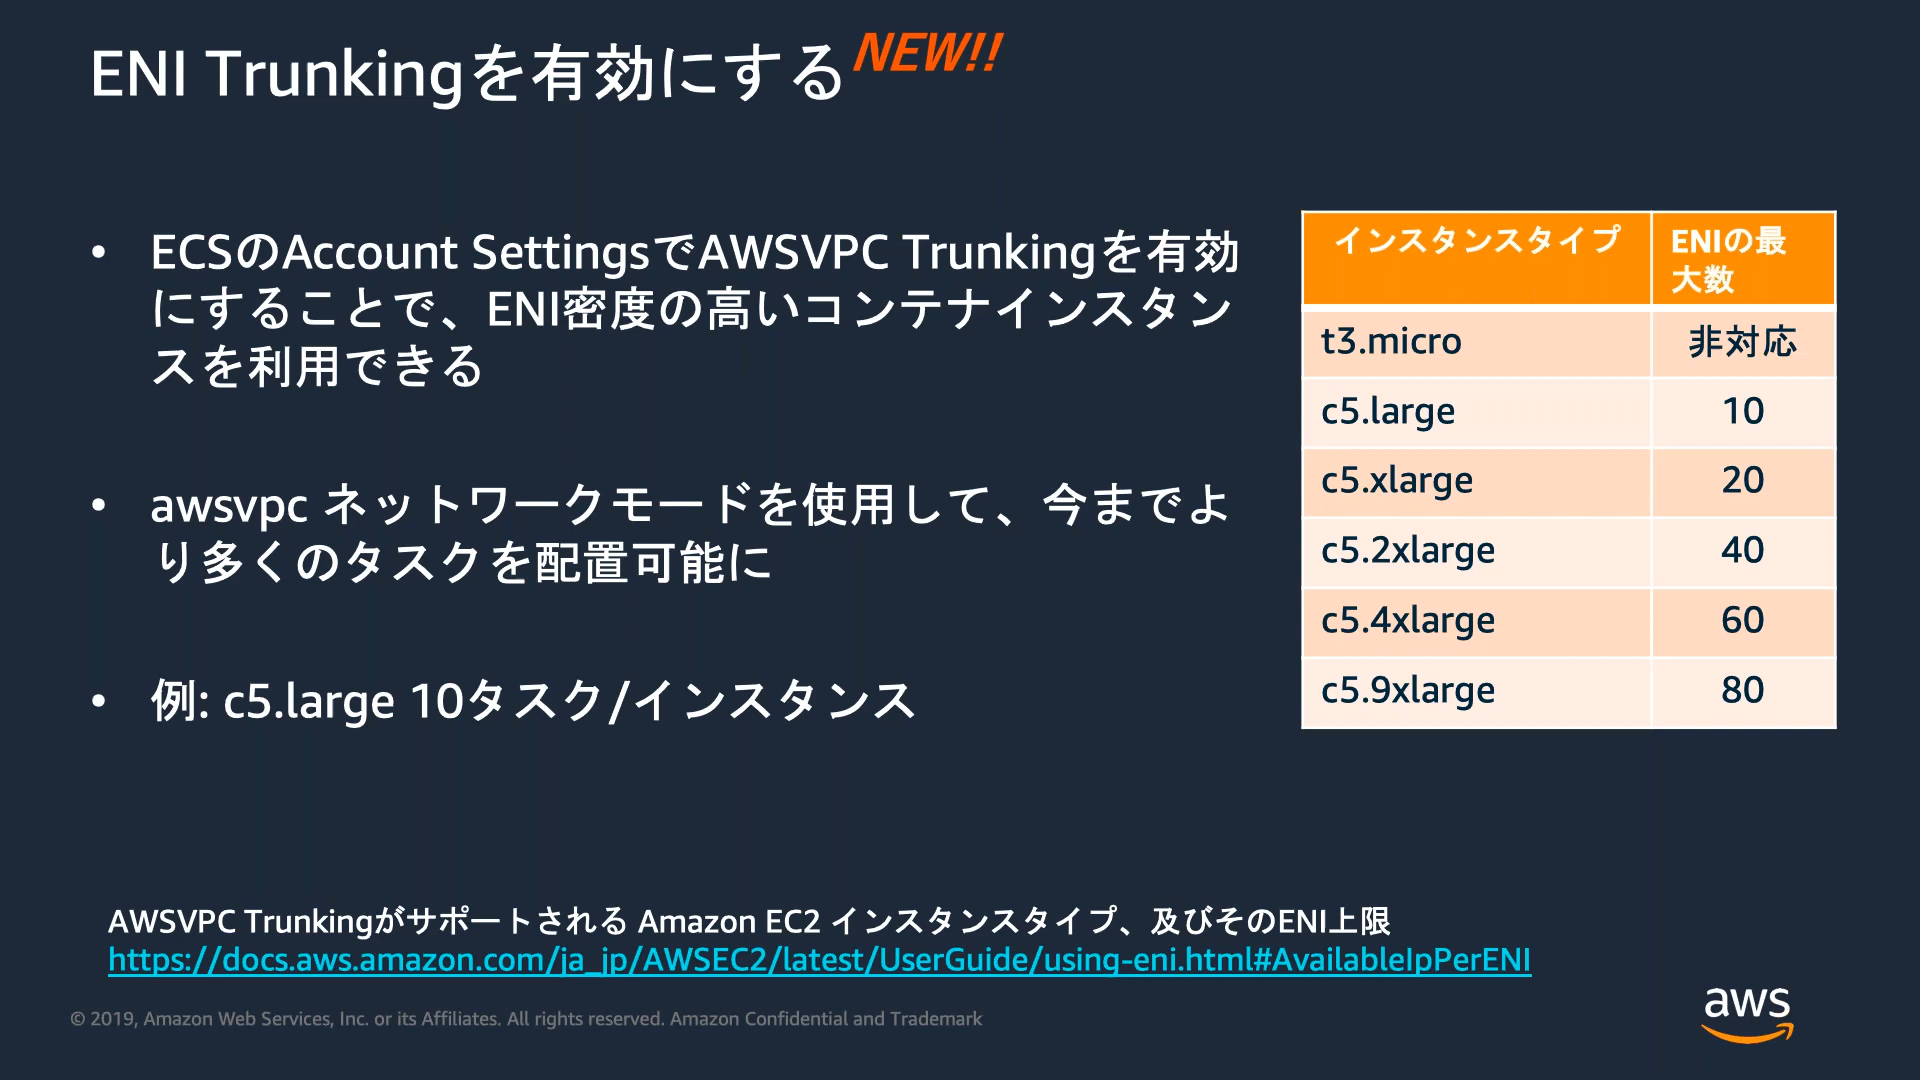 ENI Trunkingを有効にする NEW!!
• ECSのAccount SettingsでAWSVPC Trunkingを有効
にすることで、ENI密度の高いコンテナインスタン
スを利用できる
• awsvpc ネットワークモードを使用して、今までよ
り多くのタスクを配置可能に
• 例: c5.large 10タスク/インスタンス
インスタンスタイプ ENIの最
大数
t3.micro 非対応
c5.large 10
c5.xlarge 20
c5.2xlarge 40
c5.4xlarge 60
c5.9xlarge 80
AWSVPC Trunkingがサポートされる Amazon EC2 インスタンスタイプ、及びそのENI上限
https://docs.aws.amazon.com/ja_jp/AWSEC2/latest/UserGuide/using-eni.html#AvailableIpPerENI
© 2019, Amazon Web Services, Inc. or its Affiliates. All rights reserved. Amazon Confidential and Trademark
aws